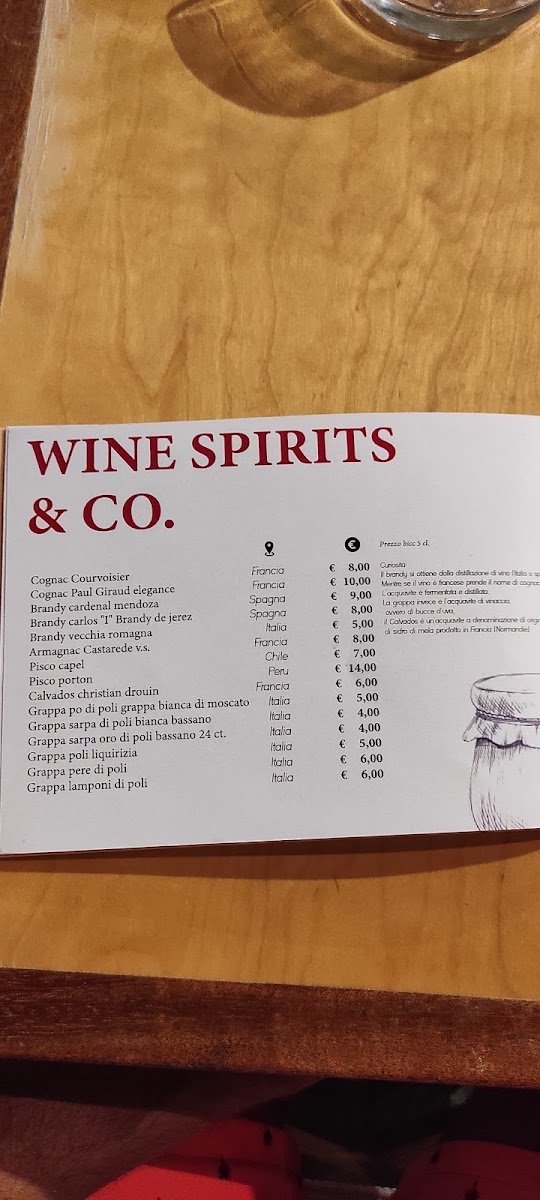 WINE SPIRITS
& CO.
Prezzo bicc 5 cl.
Cognac Courvoisier Francia € 8,00
Cognac Paul Giraud elegance Francia € 10,00
Brandy cardenal mendoza Spagna € 9,00
Brandy carlos "I" Brandy de jerez Spagna € 8,00
Brandy vecchia romagna Italia € 5,00
Armagnac Castarede v.s. Francia € 8,00
Pisco capel Chile € 7,00
Pisco porton Peru € 14,00
Calvados christian drouin Francia € 6,00
Grappa po di poli grappa bianca di moscato Italia € 5,00
Grappa sarpa di poli bianca bassano Italia € 4,00
Grappa sarpa oro di poli bassano 24 ct. Italia € 4,00
Grappa poli liquirizia Italia € 5,00
Grappa pere di poli Italia € 6,00
Grappa lamponi di poli Italia € 6,00
Curiosità
Il brandy si ottiene dalla distillazione di vino (Italia e
Mentre se il vino è francese prende il nome di cognac
L'acquavite è fermentata e distillata.
La grappa invece è l'acquavite di vinaccia,
ovvero di bucce d'uva.
il Calvados è un acquavite a denominazione di
di sidro di mela prodotto in Francia (Normandie)